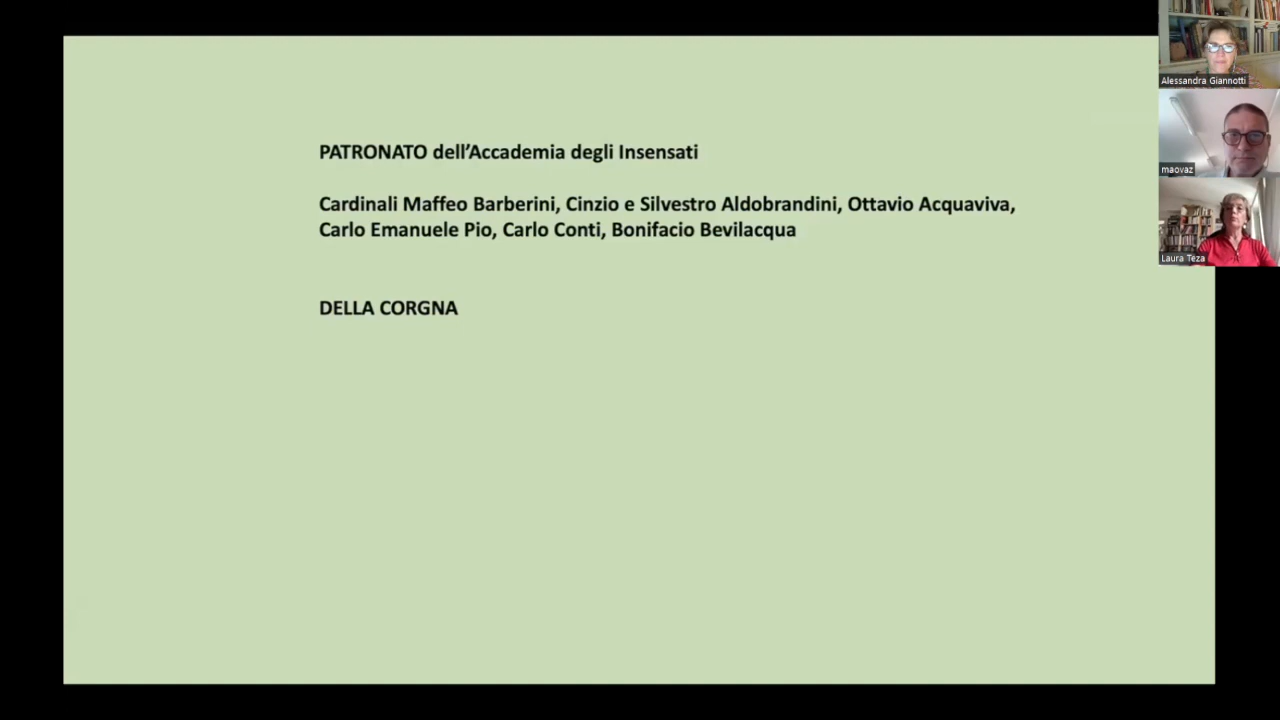 PATRONATO dell’Accademia degli Insensati
Cardinali Maffeo Barberini, Cinzio e Silvestro Aldobrandini, Ottavio Acquaviva,
Carlo Emanuele Pio, Carlo Conti, Bonifacio Bevilacqua
DELLA CORGNA
Alessandra Giannotti
maovaz
Laura Teza